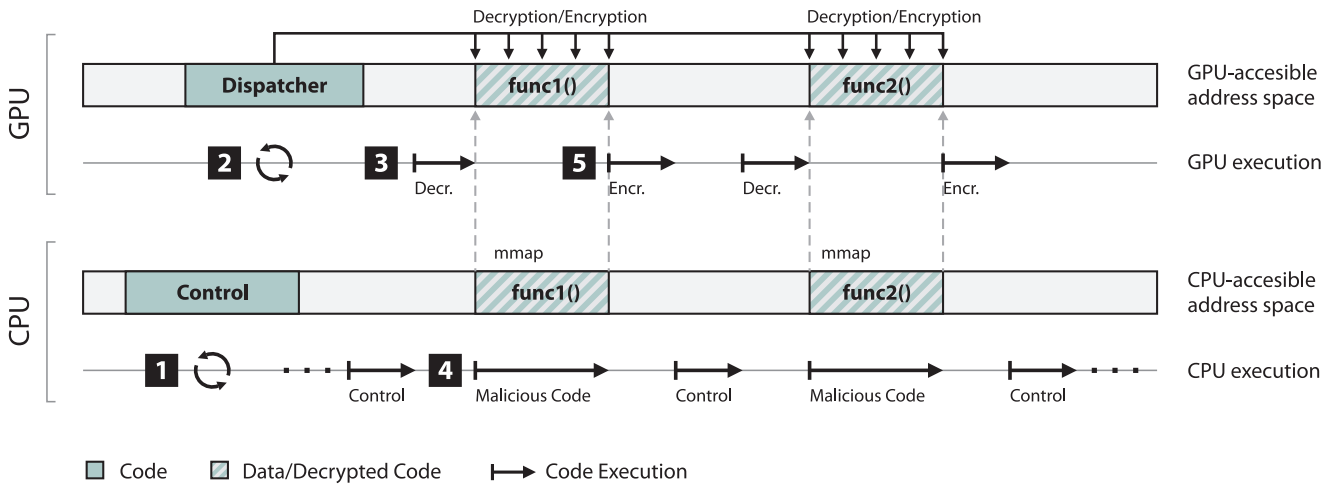 Decryption/Encryption Decryption/Encryption
GPU
Dispatcher func1() func2()
GPU-accesible
address space
2 3 5 GPU execution
Decr. Encr. Decr. Encr.
CPU
mmap mmap
Control func1() func2()
CPU-accesible
address space
1 4 CPU execution
Control Malicious Code Control Malicious Code Control
Code Data/Decrypted Code Code Execution